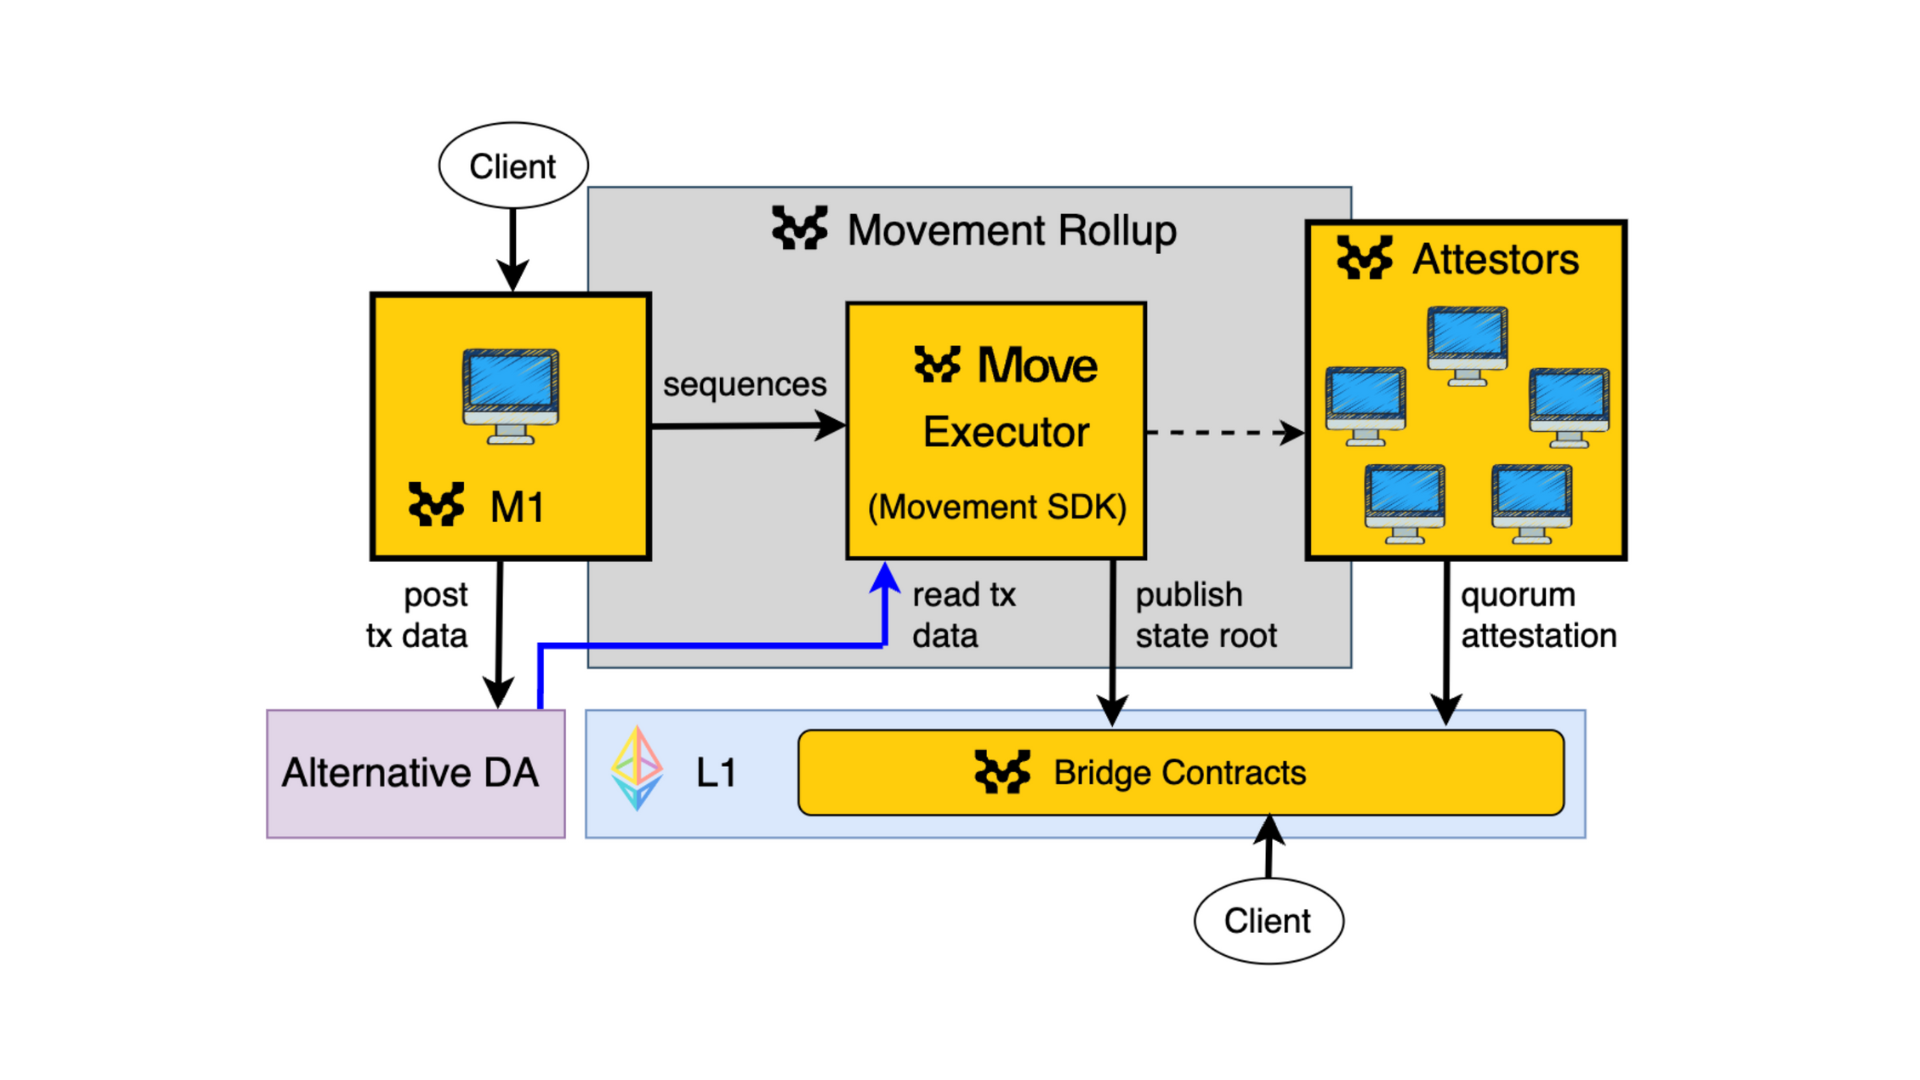 Client
Movement Rollup
Attestors
sequences
Move
Executor
(Movement SDK)
M1
post
tx data
read tx
data
publish
state root
quorum
attestation
Alternative DA
L1
Bridge Contracts
Client